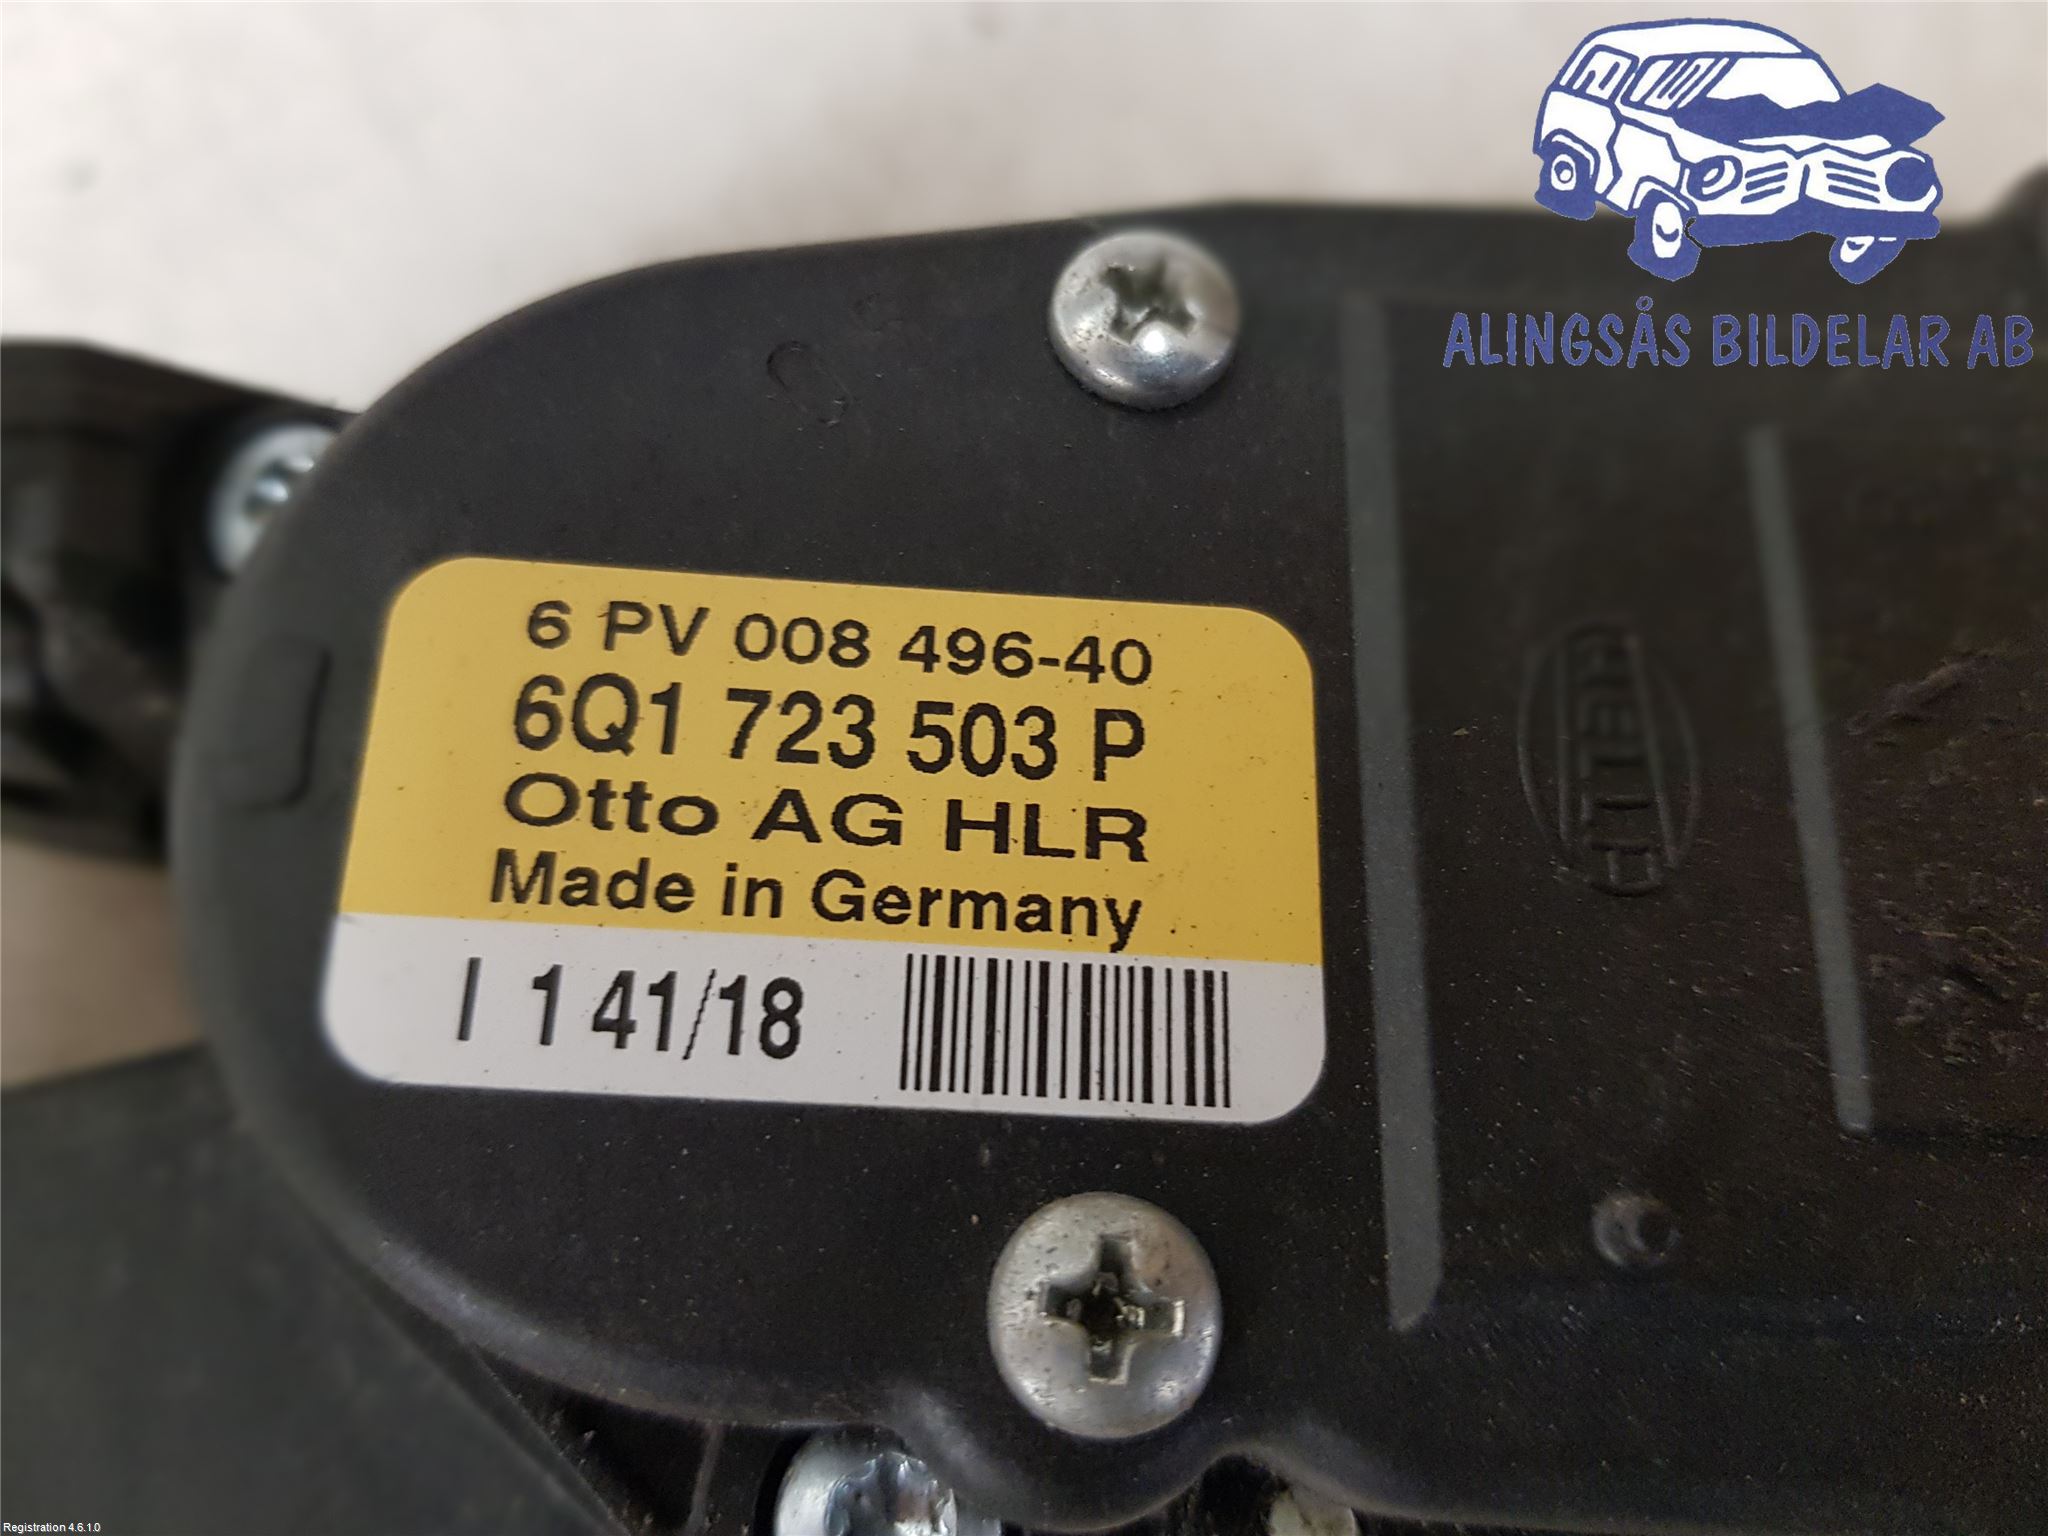 ALINGSÅS BILDELAR AB
6 PV 008 496-40
6Q1 723 503 P
Otto AG HLR
Made in Germany
I 1 41/18
HELLA
Registration 4.6.1.0